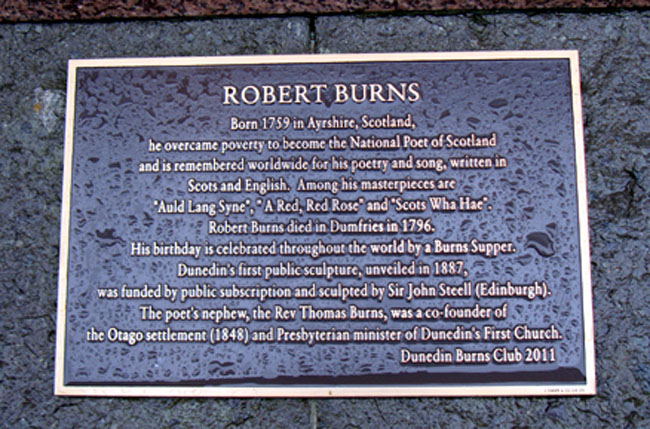 ROBERT BURNS
Born 1759 in Ayrshire, Scotland,
he overcame poverty to become the National Poet of Scotland
and is remembered worldwide for his poetry and song, written in
Scots and English. Among his masterpieces are
"Auld Lang Syne", " A Red, Red Rose" and "Scots Wha Hae".
Robert Burns died in Dumfries in 1796.
His birthday is celebrated throughout the world by a Burns Supper.
Dunedin's first public sculpture, unveiled in 1887,
was funded by public subscription and sculpted by Sir John Steell (Edinburgh).
The poet's nephew, the Rev Thomas Burns, was a co-founder of
the Otago settlement (1848) and Presbyterian minister of Dunedin's First Church.
Dunedin Burns Club 2011